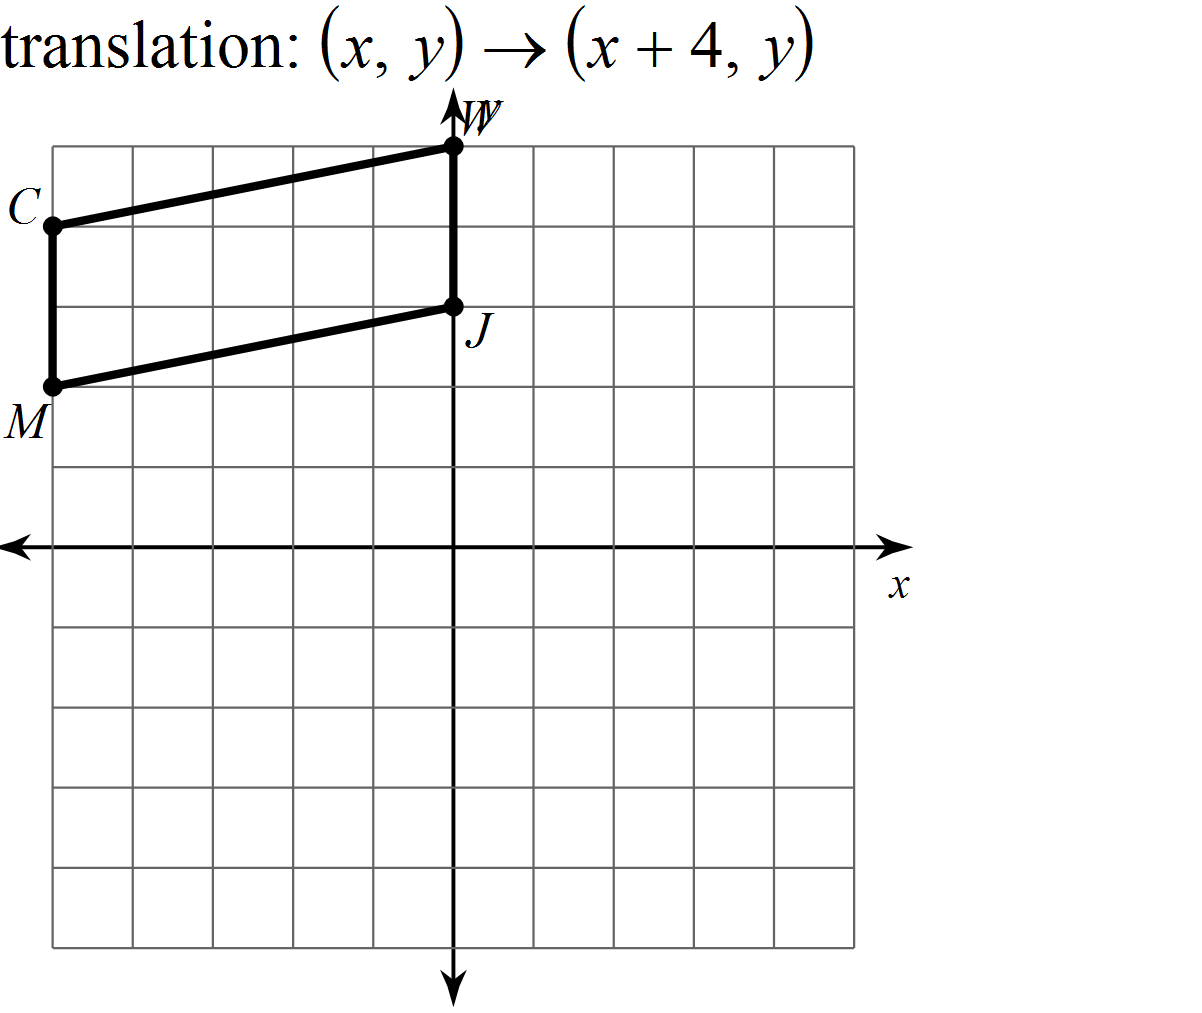 translation: (x, y) → (x + 4, y)
W y
C
J
M
x